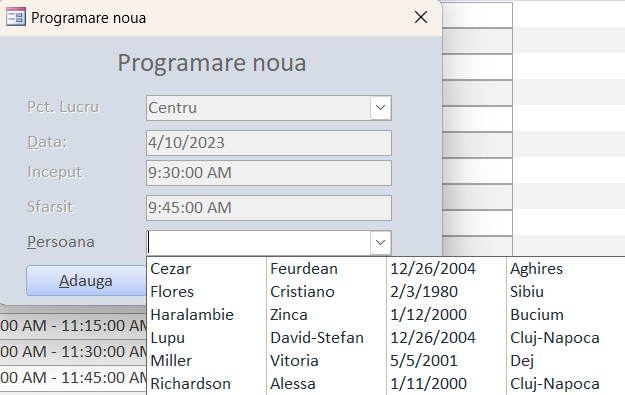 Programare noua
Programare noua
Pct. Lucru Centru
Data: 4/10/2023
Inceput 9:30:00 AM
Sfarsit 9:45:00 AM
Persoana
Adauga
Cezar Feurdean 12/26/2004 Aghires
Flores Cristiano 2/3/1980 Sibiu
Haralambie Zinca 1/12/2000 Bucium
Lupu David-Stefan 12/26/2004 Cluj-Napoca
Miller Vitoria 5/5/2001 Dej
Richardson Alessa 1/11/2000 Cluj-Napoca
00 AM - 11:15:00 AM
00 AM - 11:30:00 AM
00 AM - 11:45:00 AM